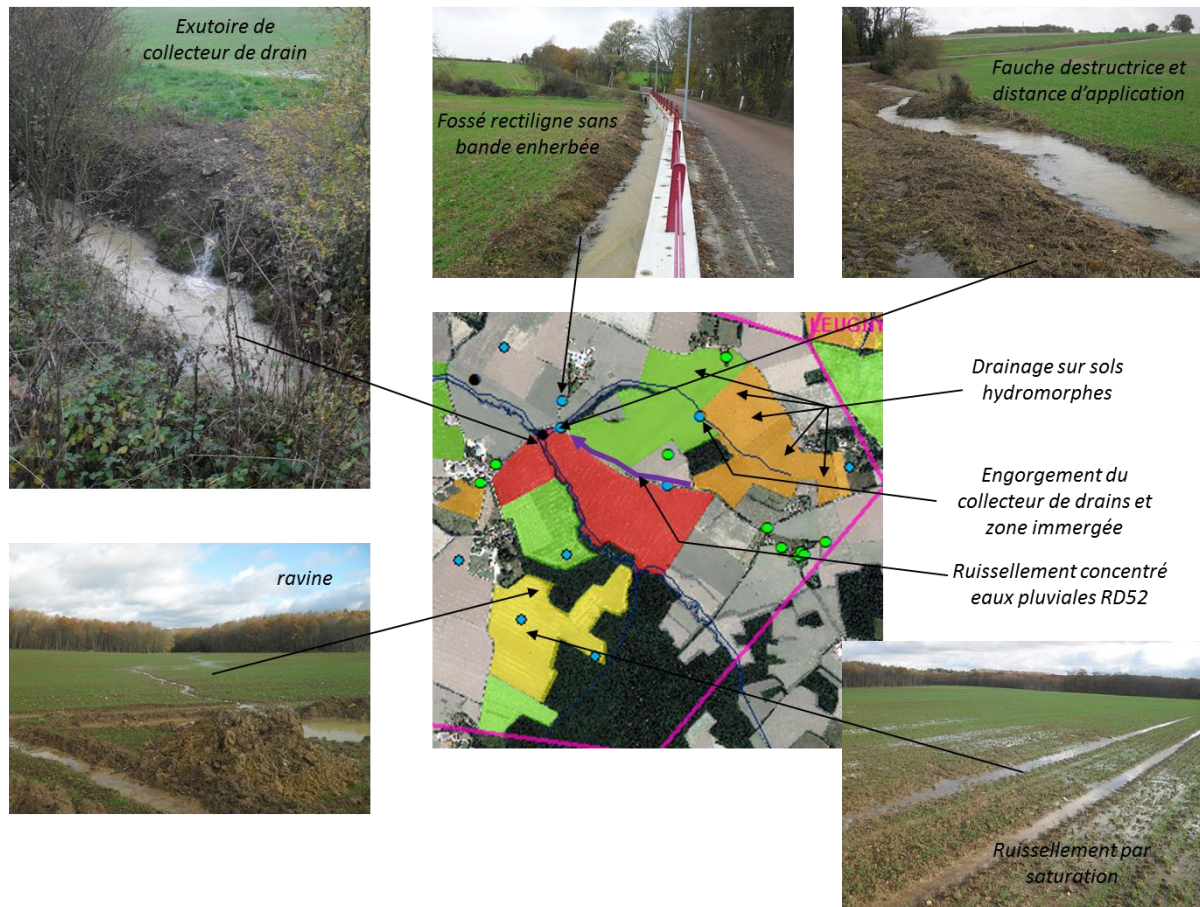 Exutoire de
collecteur de drain
Fossé rectiligne sans
bande enherbée
Fauche destructrice et
distance d'application
LEUGNY
Drainage sur sols
hydromorphes
Engorgement du
collecteur de drains et
zone immergée
Ruissellement concentré
eaux pluviales RD52
ravine
Ruissellement par
saturation